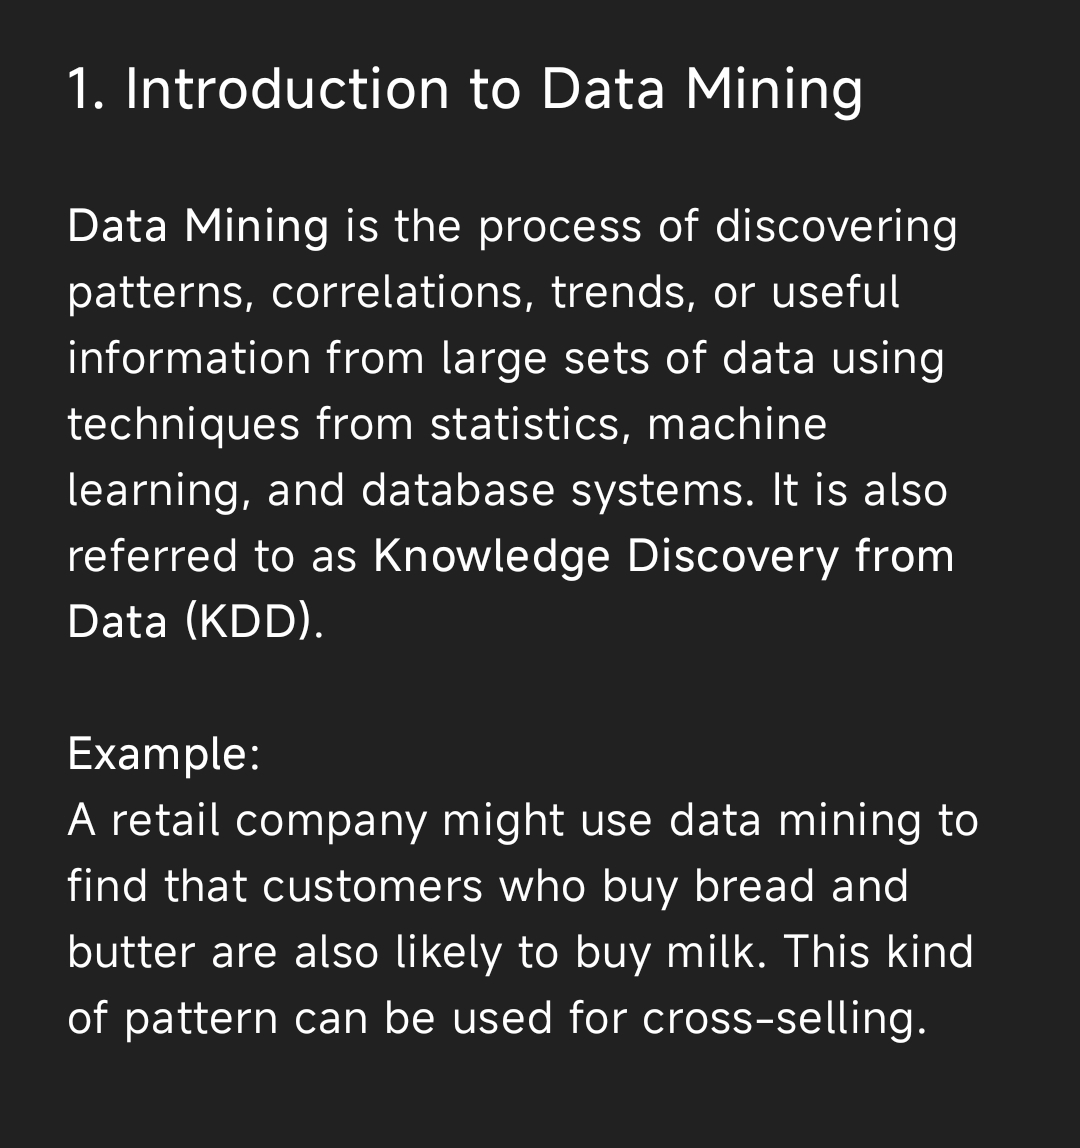 1. Introduction to Data Mining
Data Mining is the process of discovering
patterns, correlations, trends, or useful
information from large sets of data using
techniques from statistics, machine
learning, and database systems. It is also
referred to as Knowledge Discovery from
Data (KDD).
Example:
A retail company might use data mining to
find that customers who buy bread and
butter are also likely to buy milk. This kind
of pattern can be used for cross-selling.